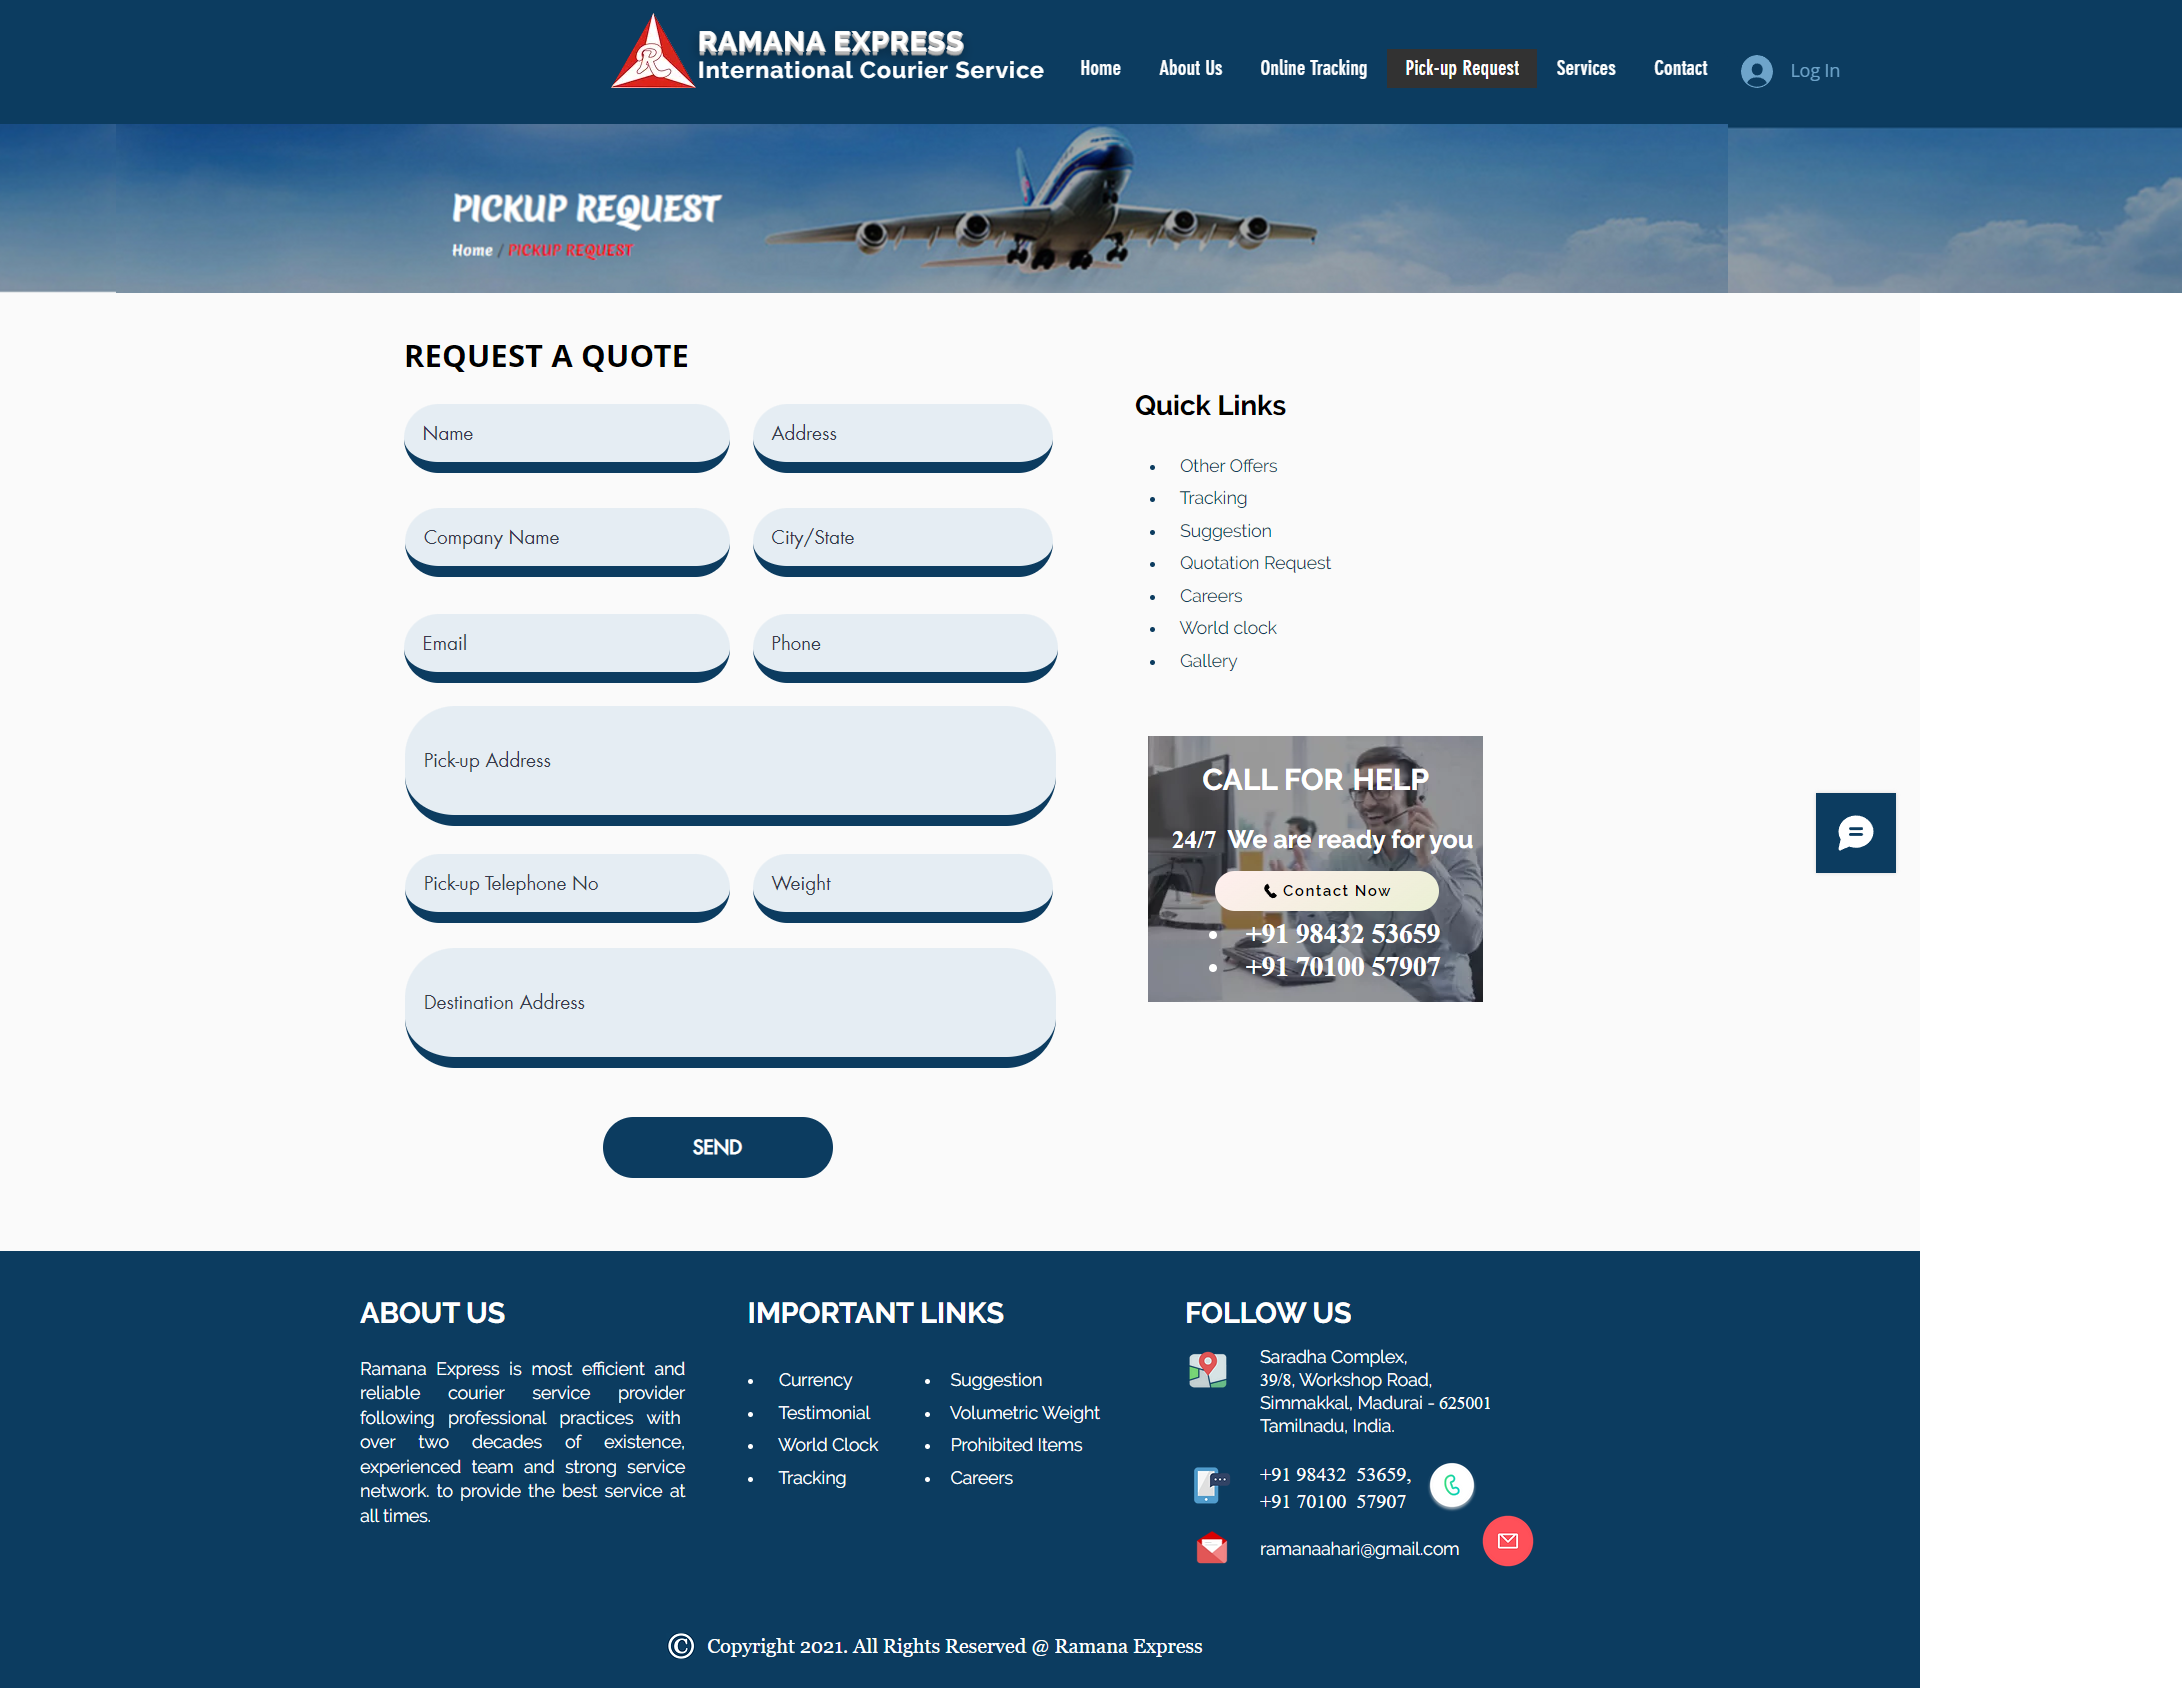 RAMANA EXPRESS
International Courier Service
Home
About Us
Online Tracking
Pick-up Request
Services
Contact
Log In
PICKUP REQUEST
Home / PICKUP REQUEST
REQUEST A QUOTE
Name
Address
Company Name
City/State
Email
Phone
Pick-up Address
Pick-up Telephone No
Weight
Destination Address
SEND
Quick Links
Other Offers
Tracking
Suggestion
Quotation Request
Careers
World clock
Gallery
CALL FOR HELP
24/7 We are ready for you
Contact Now
+91 98432 53659
+91 70100 57907
ABOUT US
Ramana Express is most efficient and
reliable courier service provider
following professional practices with
over two decades of existence,
experienced team and strong service
network. to provide the best service at
all times.
IMPORTANT LINKS
Currency
Testimonial
World Clock
Tracking
Suggestion
Volumetric Weight
Prohibited Items
Careers
FOLLOW US
Saradha Complex,
39/8, Workshop Road,
Simmakkal, Madurai - 625001
Tamilnadu, India.
+91 98432 53659,
+91 70100 57907
ramanaahari@gmail.com
© Copyright 2021. All Rights Reserved @ Ramana Express